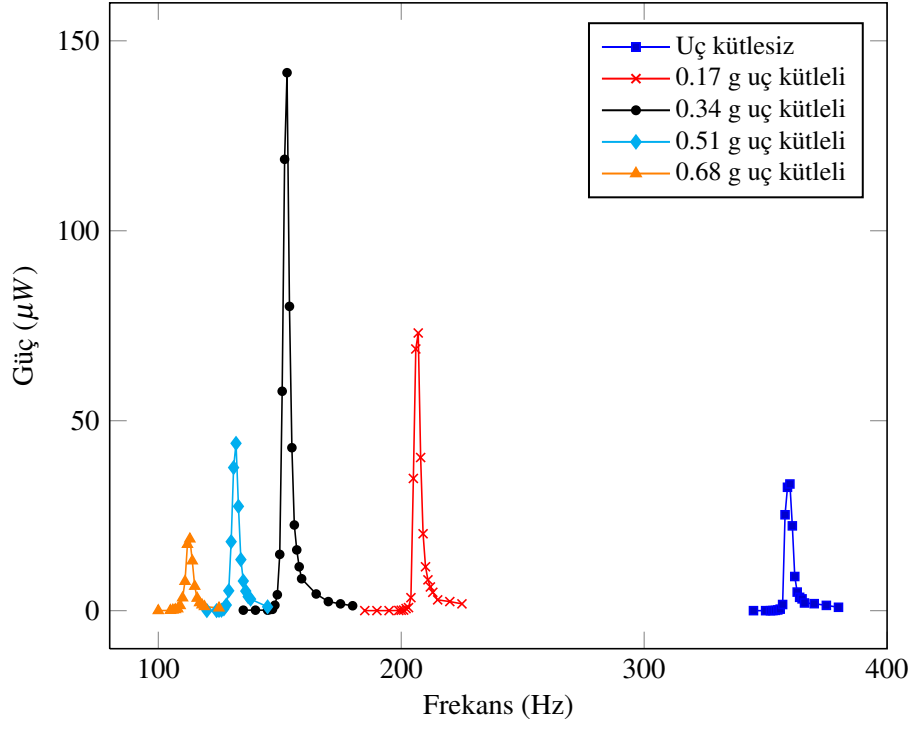 150
100
50
0
Güç (µW)
100
200
300
400
Frekans (Hz)
Uç kütlesiz
0.17 g uç kütleli
0.34 g uç kütleli
0.51 g uç kütleli
0.68 g uç kütleli